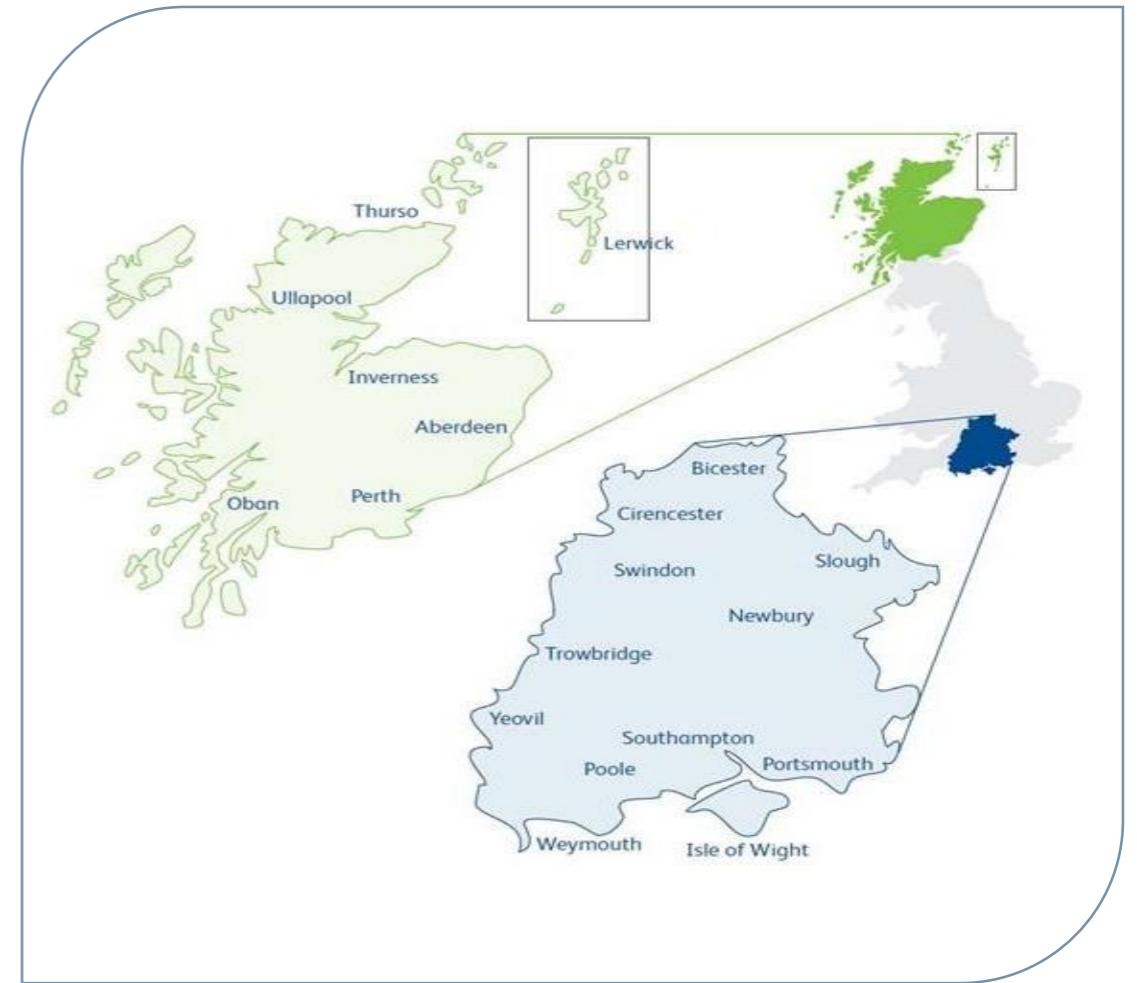 Thurso
Lerwick
Ullapool
Inverness
Aberdeen
Oban
Perth
Bicester
Cirencester
Swindon
Slough
Newbury
Trowbridge
Yeovil
Southampton
Poole
Portsmouth
Weymouth
Isle of Wight